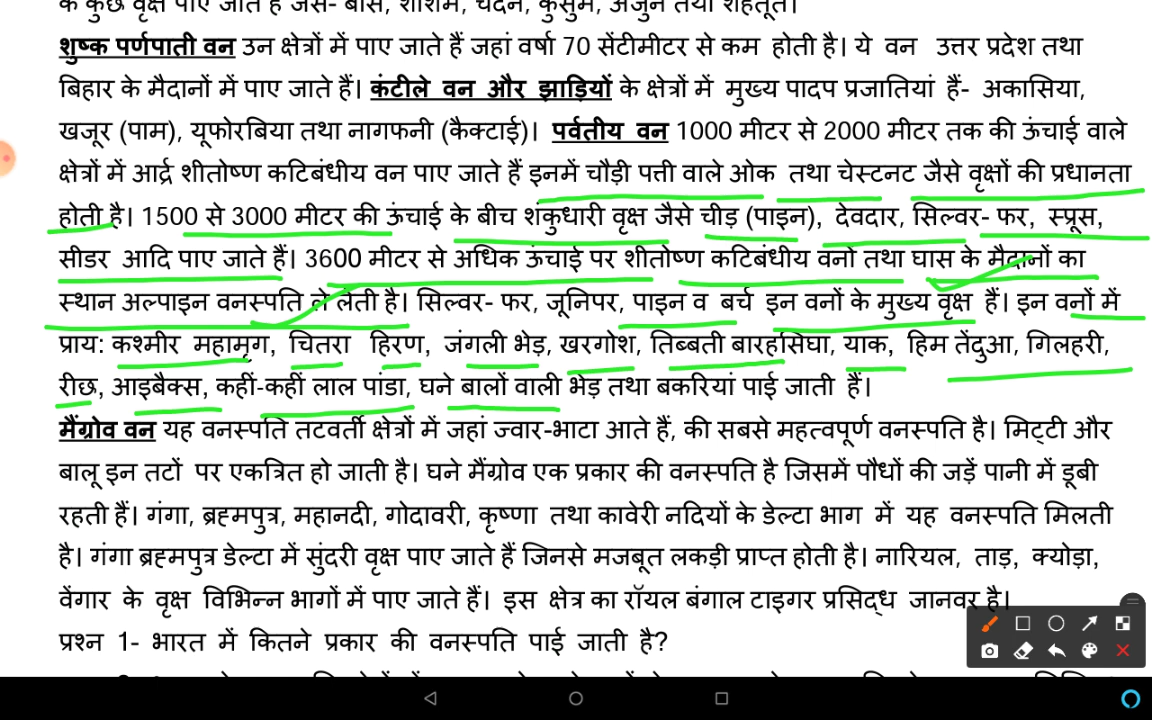 के कुछ वृक्ष पाए जाते हैं जैसे- बांस, शीशम, चंदन, कुसुम, अर्जुन तथा शहतूत।
शुष्क पर्णपाती वन उन क्षेत्रों में पाए जाते हैं जहां वर्षा 70 सेंटीमीटर से कम होती है। ये वन उत्तर प्रदेश तथा
बिहार के मैदानों में पाए जाते हैं। कंटीले वन और झाड़ियों के क्षेत्रों में मुख्य पादप प्रजातियां हैं- अकासिया,
खजूर (पाम), यूफोरबिया तथा नागफनी (कैक्टाई)। पर्वतीय वन 1000 मीटर से 2000 मीटर तक की ऊंचाई वाले
क्षेत्रों में आर्द्र शीतोष्ण कटिबंधीय वन पाए जाते हैं इनमें चौड़ी पत्ती वाले ओक तथा चेस्टनट जैसे वृक्षों की प्रधानता
होती है। 1500 से 3000 मीटर की ऊंचाई के बीच शंकुधारी वृक्ष जैसे चीड़ (पाइन), देवदार, सिल्वर- फर, स्प्रूस,
सीडर आदि पाए जाते हैं। 3600 मीटर से अधिक ऊंचाई पर शीतोष्ण कटिबंधीय वनो तथा घास के मैदानों का
स्थान अल्पाइन वनस्पति ले लेती है। सिल्वर- फर, जूनिपर, पाइन व बर्च इन वनों के मुख्य वृक्ष हैं। इन वनों में
प्राय: कश्मीर महामृग, चितरा हिरण, जंगली भेड़, खरगोश, तिब्बती बारहसिंघा, याक, हिम तेंदुआ, गिलहरी,
रीछ, आइबैक्स, कहीं-कहीं लाल पांडा, घने बालों वाली भेड़ तथा बकरियां पाई जाती हैं।
मैंग्रोव वन यह वनस्पति तटवर्ती क्षेत्रों में जहां ज्वार-भाटा आते हैं, की सबसे महत्वपूर्ण वनस्पति है। मिट्टी और
बालू इन तटों पर एकत्रित हो जाती है। घने मैंग्रोव एक प्रकार की वनस्पति है जिसमें पौधों की जड़ें पानी में डूबी
रहती हैं। गंगा, ब्रह्मपुत्र, महानदी, गोदावरी, कृष्णा तथा कावेरी नदियों के डेल्टा भाग में यह वनस्पति मिलती
है। गंगा ब्रह्मपुत्र डेल्टा में सुंदरी वृक्ष पाए जाते हैं जिनसे मजबूत लकड़ी प्राप्त होती है। नारियल, ताड़, क्योड़ा,
वेंगार के वृक्ष विभिन्न भागों में पाए जाते हैं। इस क्षेत्र का रॉयल बंगाल टाइगर प्रसिद्ध जानवर है।
प्रश्न 1- भारत में कितने प्रकार की वनस्पति पाई जाती है?